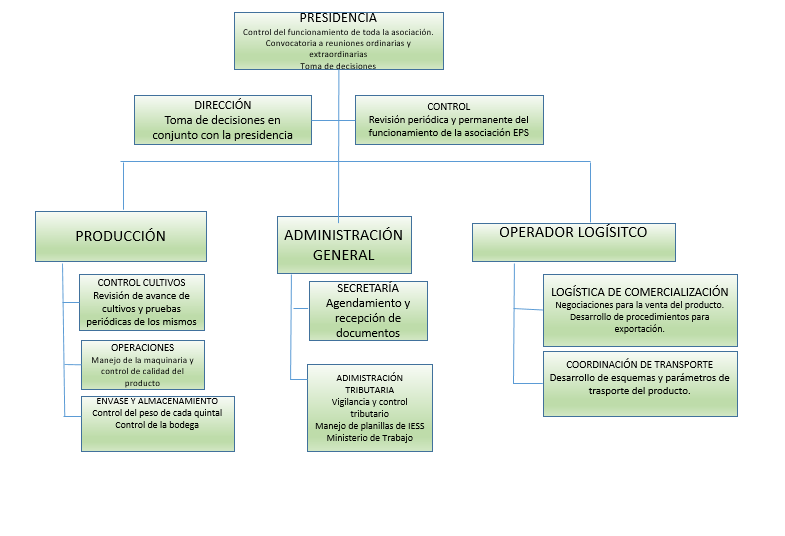 PRESIDENCIA
Control del funcionamiento de toda la asociación.
Convocatoria a reuniones ordinarias y
extraordinarias
Toma de decisiones
DIRECCIÓN
Toma de decisiones en
conjunto con la presidencia
CONTROL
Revisión periódica y permanente del
funcionamiento de la asociación EPS
PRODUCCIÓN
ADMINISTRACIÓN
GENERAL
OPERADOR LOGÍSITCO
CONTROL CULTIVOS
Revisión de avance de
cultivos y pruebas
periódicas de los mismos
OPERACIONES
Manejo de la maquinaria y
control de calidad del
producto
ENVASE Y ALMACENAMIENTO
Control del peso de cada quintal
Control de la bodega
SECRETARÍA
Agendamiento y
recepción de
documentos
ADIMISTRACIÓN
TRIBUTARIA
Vigilancia y control
tributario
Manejo de planillas de IESS
Ministerio de Trabajo
LOGÍSTICA DE COMERCIALIZACIÓN
Negociaciones para la venta del producto.
Desarrollo de procedimientos para
exportación.
COORDINACIÓN DE TRANSPORTE
Desarrollo de esquemas y parámetros de
trasporte del producto.